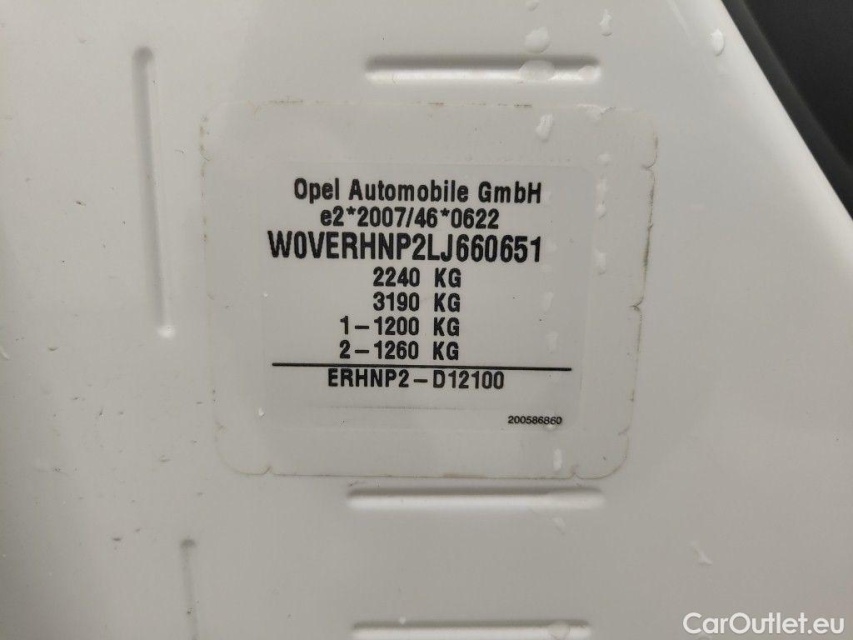 Opel Automobile GmbH
e2*2007/46*0622
W0VERHNP2LJ660651
2240 KG
3190 KG
1-1200 KG
2-1260 KG
ERHNP2-D12100
200586860
CarOutlet.eu